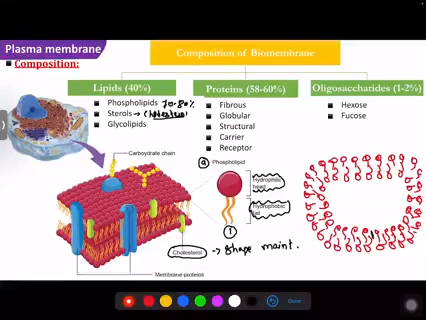 Plasma membrane
Composition:
Composition of Biomembrane
Lipids (40%)
Phospholipids 70-80%
Sterols → Cholesterol
Glycolipids
Proteins (58-60%)
Fibrous
Globular
Structural
Carrier
Receptor
Oligosaccharides (1-2%)
Hexose
Fucose
Carboydrate chain
Phospholipid
Hydrophilic
head
Hydrophobic
tail
Cholesterol → Shape maint.
Membrane proteins
Done